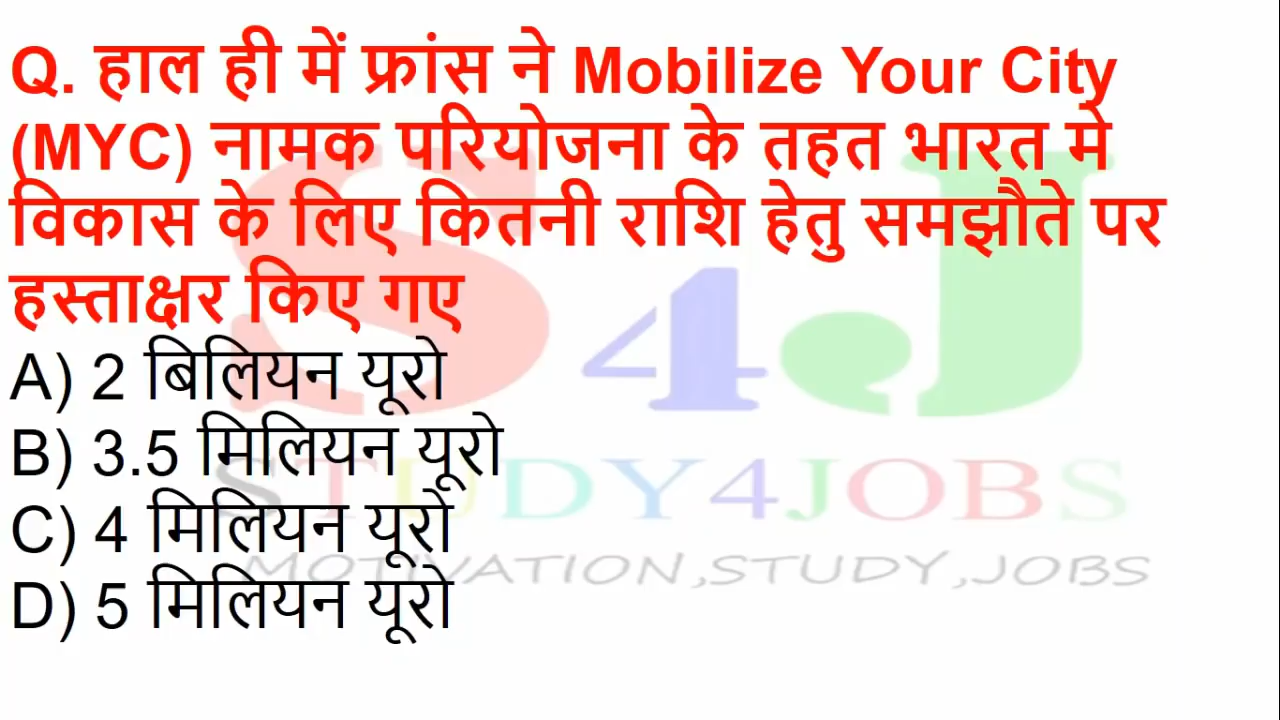 Q. हाल ही में फ्रांस ने Mobilize Your City
(MYC) नामक परियोजना के तहत भारत मे
विकास के लिए कितनी राशि हेतु समझौते पर
हस्ताक्षर किए गए
A) 2 बिलियन यूरो
B) 3.5 मिलियन यूरो
C) 4 मिलियन यूरो
D) 5 मिलियन यूरो
S4J
STUDY4JOBS
MOTIVATION,STUDY,JOBS